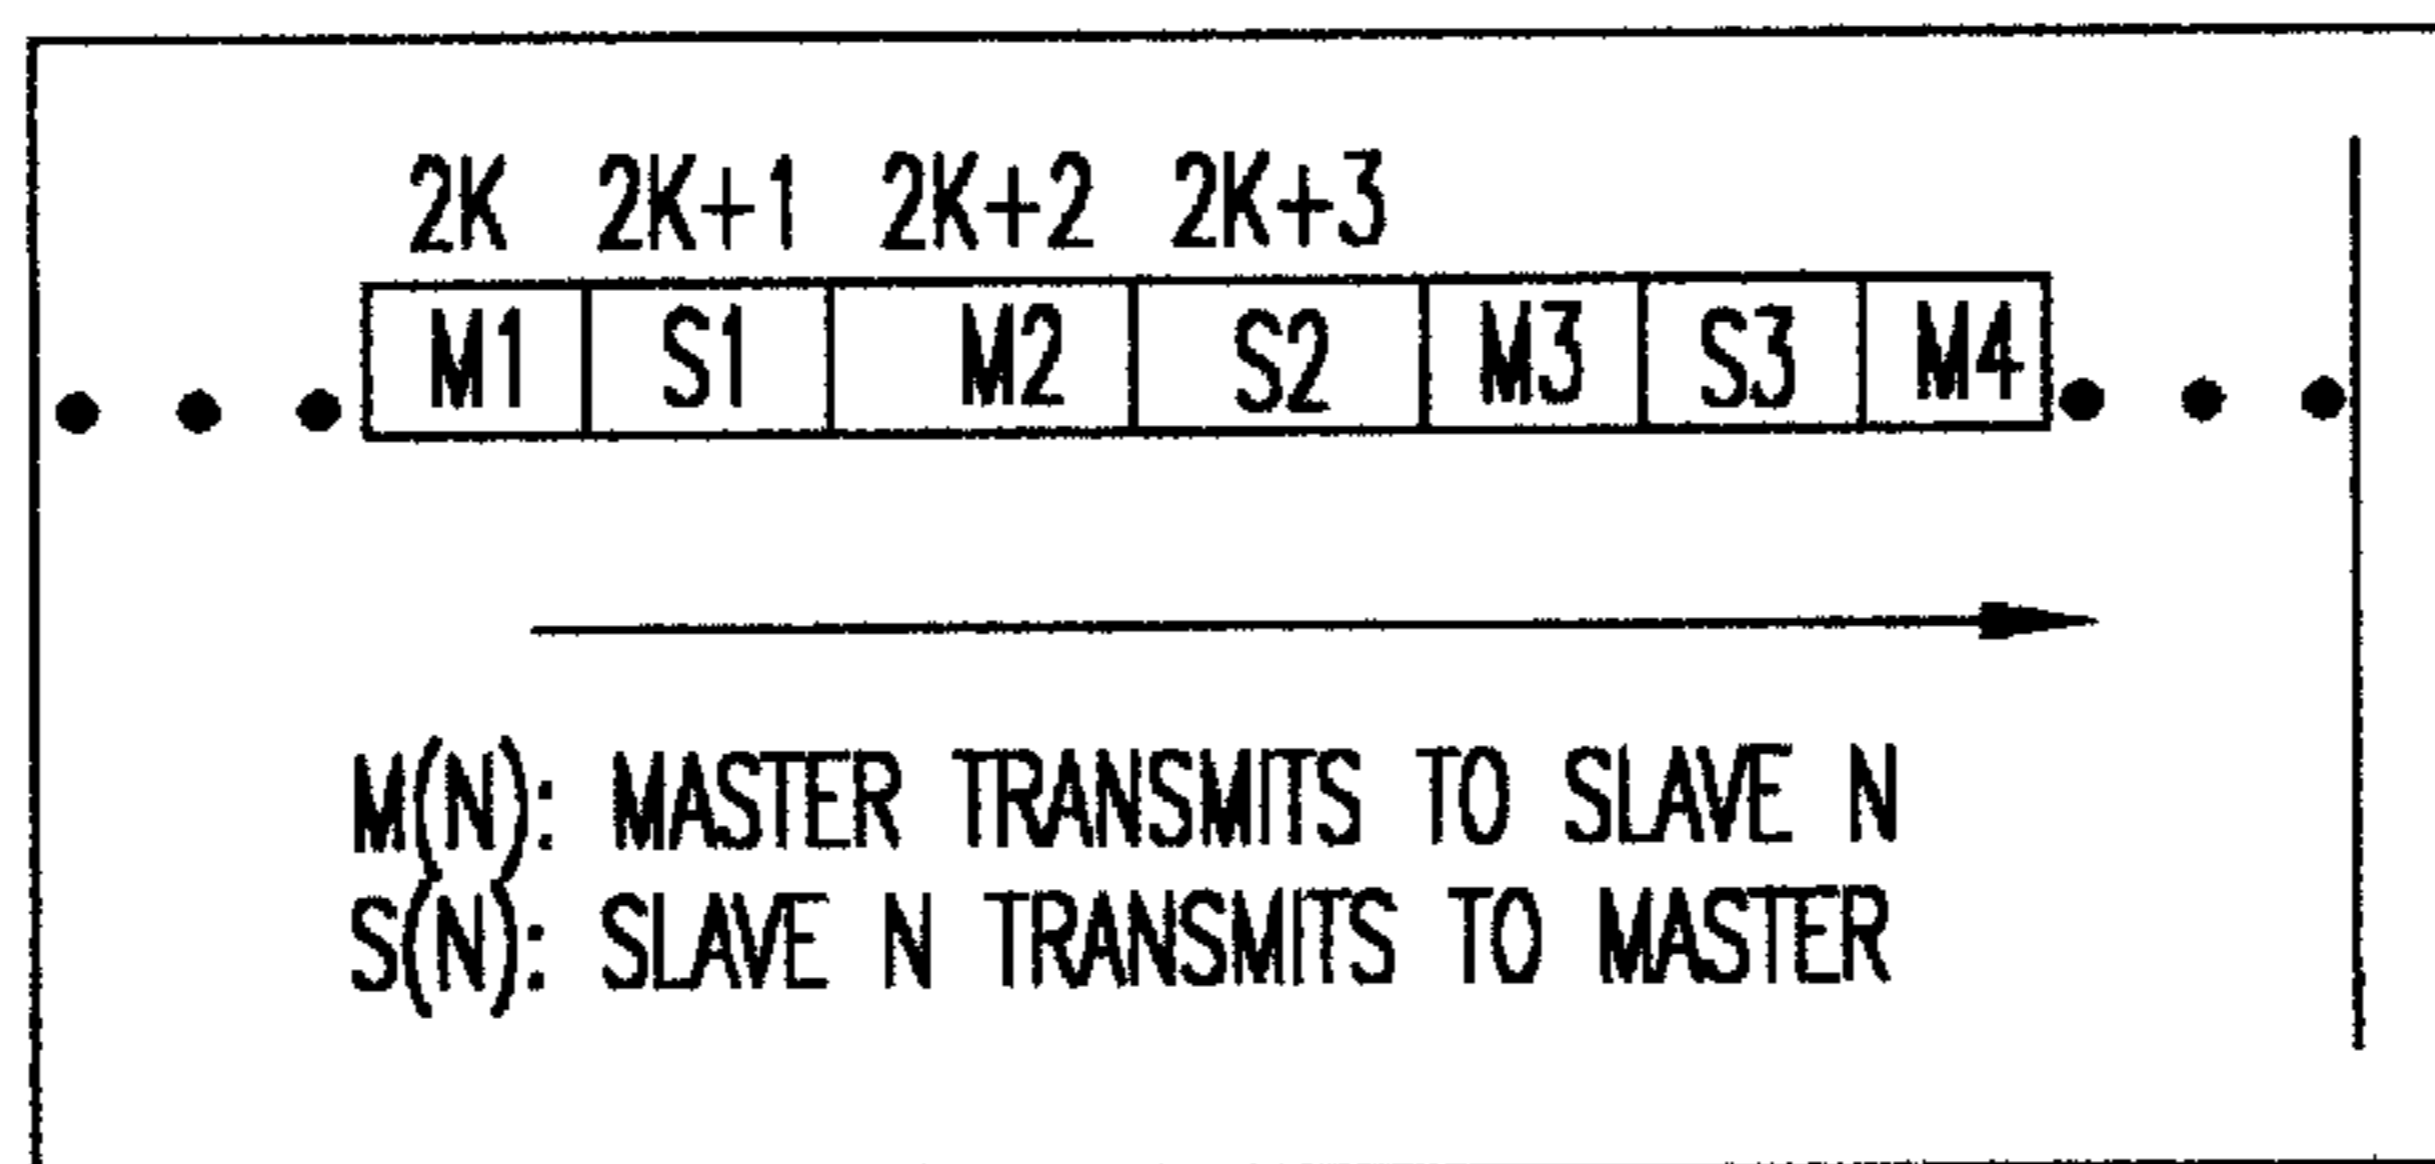 2K 2K+1 2K+2 2K+3
M1 S1 M2 S2 M3 S3 M4
M(N): MASTER TRANSMITS TO SLAVE N
S(N): SLAVE N TRANSMITS TO MASTER